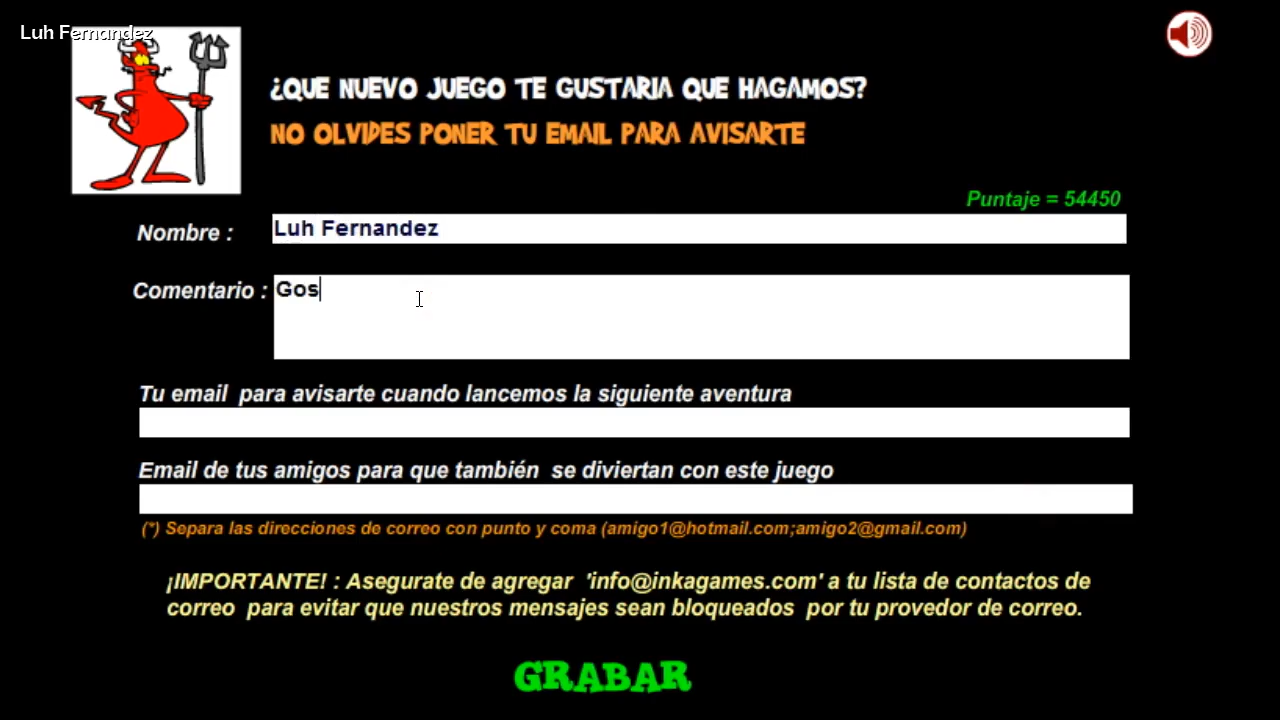 Luh Fernandez
¿QUE NUEVO JUEGO TE GUSTARIA QUE HAGAMOS?
NO OLVIDES PONER TU EMAIL PARA AVISARTE
Puntaje = 54450
Nombre : Luh Fernandez
Comentario : Gos
Tu email para avisarte cuando lancemos la siguiente aventura
Email de tus amigos para que también se diviertan con este juego
(*) Separa las direcciones de correo con punto y coma (amigo1@hotmail.com;amigo2@gmail.com)
¡IMPORTANTE! : Asegurate de agregar 'info@inkagames.com' a tu lista de contactos de
correo para evitar que nuestros mensajes sean bloqueados por tu provedor de correo.
GRABAR